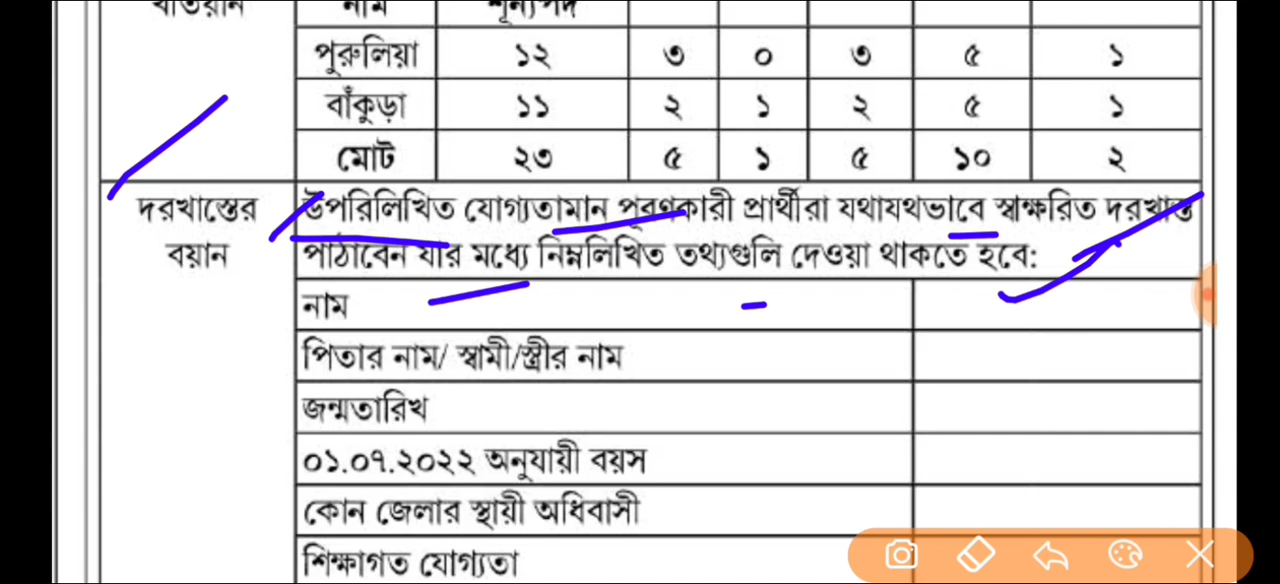 খতিয়ান নাম শূন্যপদ
পুরুলিয়া ১২ ৩ ০ ৩ ৫ ১
বাঁকুড়া ১১ ২ ১ ২ ৫ ১
মোট ২৩ ৫ ১ ৫ ১০ ২
দরখাস্তের বয়ান
উপরিলিখিত যোগ্যতামান পূরণকারী প্রার্থীরা যথাযথভাবে স্বাক্ষরিত দরখাস্ত
পাঠাবেন যার মধ্যে নিম্নলিখিত তথ্যগুলি দেওয়া থাকতে হবে:
নাম
পিতার নাম/ স্বামী/স্ত্রীর নাম
জন্মতারিখ
০১.০৭.২০২২ অনুযায়ী বয়স
কোন জেলার স্থায়ী অধিবাসী
শিক্ষাগত যোগ্যতা